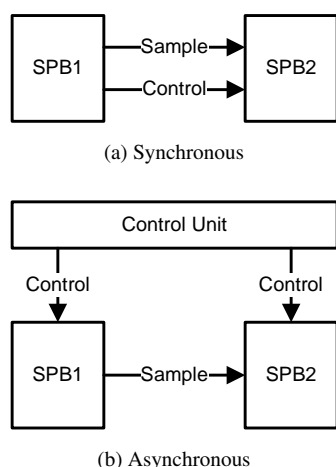 SPB1
Sample
SPB2
Control
(a) Synchronous
Control Unit
Control
Control
SPB1
Sample
SPB2
(b) Asynchronous